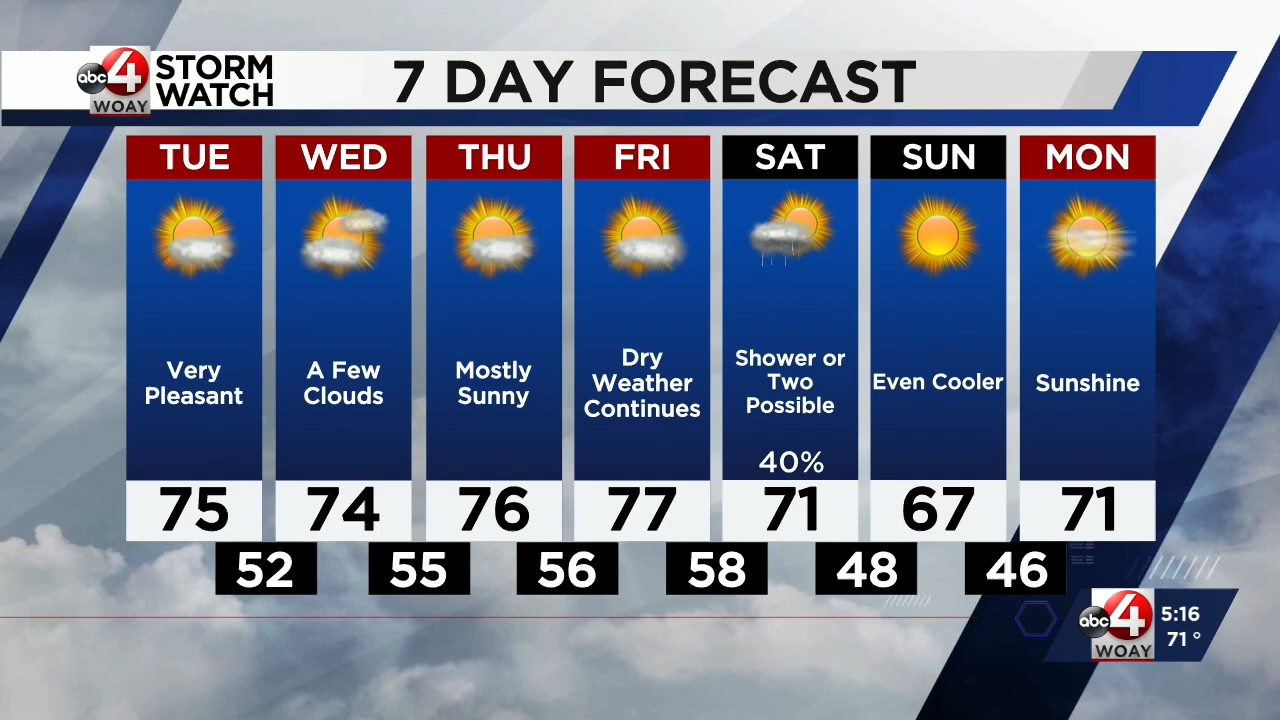 abc 4
WOAY
STORM
WATCH
7 DAY FORECAST
TUE
Very
Pleasant
75
WED
A Few
Clouds
74
THU
Mostly
Sunny
76
FRI
Dry
Weather
Continues
77
SAT
Shower or
Two
Possible
40%
71
SUN
Even Cooler
67
MON
Sunshine
71
52
55
56
58
48
46
abc 4
WOAY
5:16
71 °